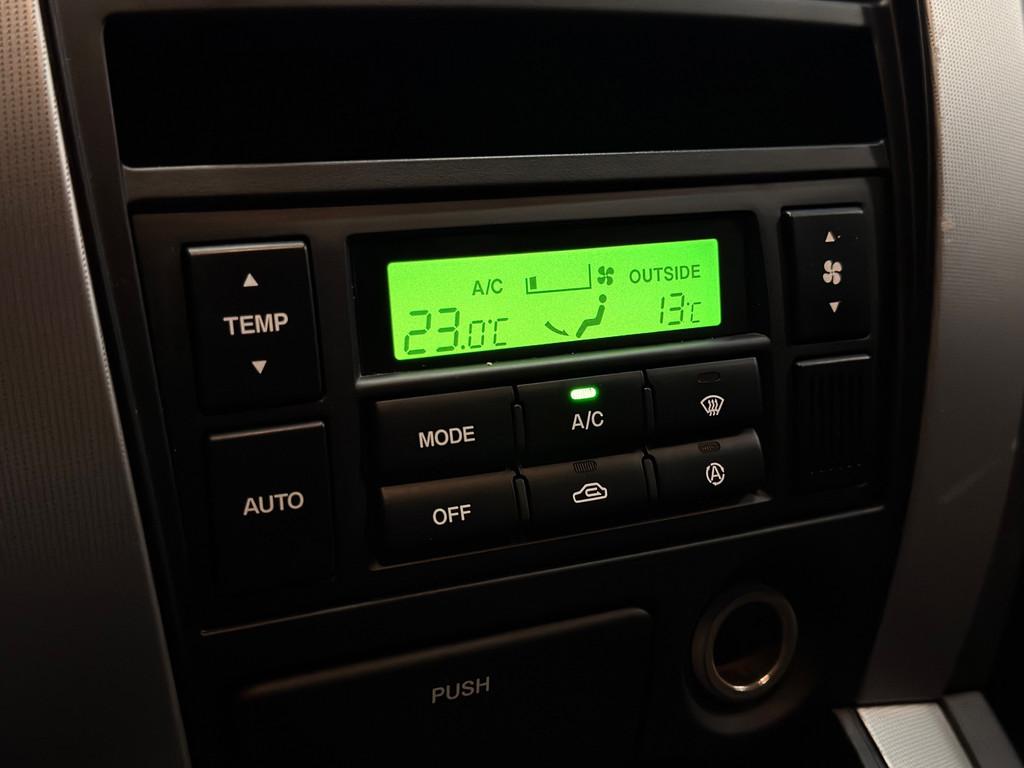 A/C OUTSIDE
23.0°C 13°C
TEMP
MODE
A/C
AUTO
OFF
A
PUSH